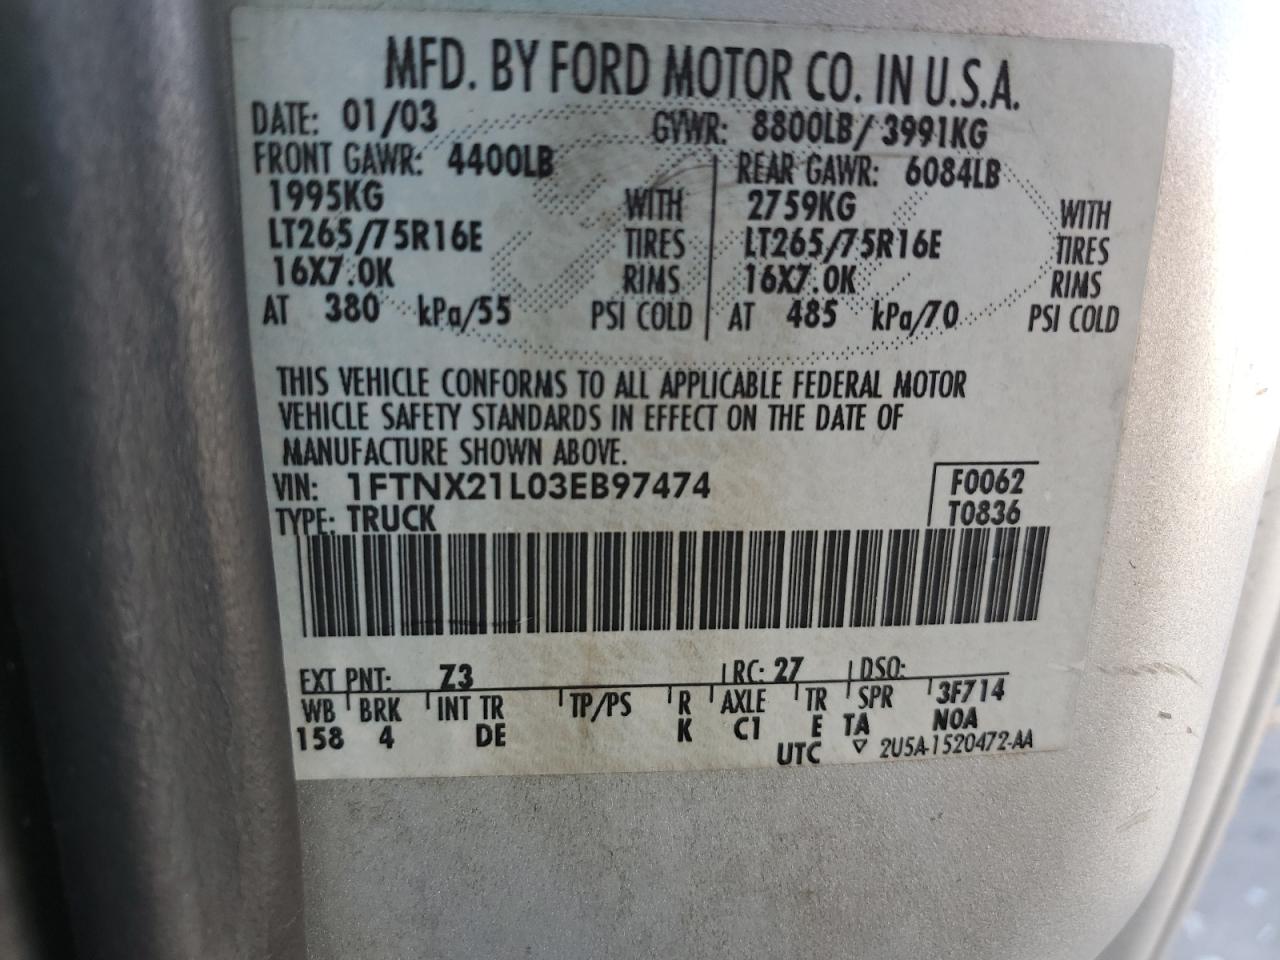 MFD. BY FORD MOTOR CO. IN U.S.A.
DATE: 01/03 GVWR: 8800LB / 3991KG
FRONT GAWR: 4400LB REAR GAWR: 6084LB
1995KG WITH 2759KG WITH
LT265/75R16E TIRES LT265/75R16E TIRES
16X7.0K RIMS 16X7.0K RIMS
AT 380 kPa/55 PSI COLD AT 485 kPa/70 PSI COLD
THIS VEHICLE CONFORMS TO ALL APPLICABLE FEDERAL MOTOR
VEHICLE SAFETY STANDARDS IN EFFECT ON THE DATE OF
MANUFACTURE SHOWN ABOVE.
VIN: 1FTNX21L03EB97474 F0062
TYPE: TRUCK T0836
EXT PNT: Z3 RC: 27 DSO:
WB BRK INT TR TP/PS R AXLE TR SPR 3F714
158 4 DE K C1 E TA N0A
UTC ▽ 2U5A-1520472-AA